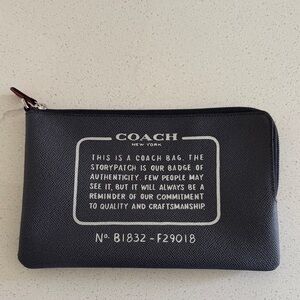 COACH
NEW YORK
THIS IS A COACH BAG. THE
STORYPATCH IS OUR BADGE OF
AUTHENTICITY. FEW PEOPLE MAY
SEE IT, BUT IT WILL ALWAYS BE A
REMINDER OF OUR COMMITMENT
TO QUALITY AND CRAFTSMANSHIP.
No. B1832 - F29018